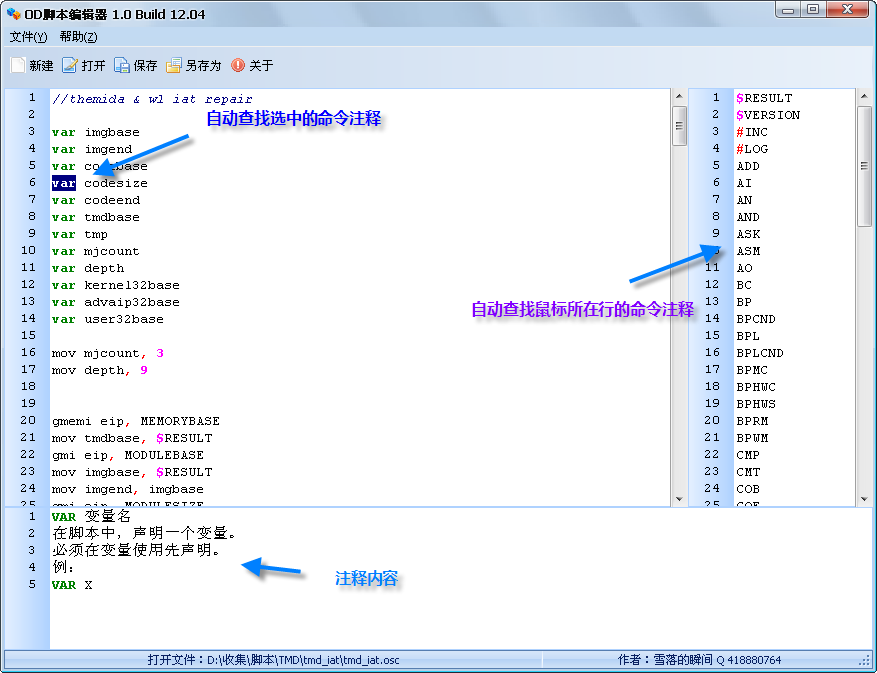 OD脚本编辑器 1.0 Build 12.04
文件(Y) 帮助(Z)
新建 打开 保存 另存为 关于
1 //themida & wl iat repair
2
自动查找选中的命令注释
3 var imgbase
4 var imgend
5 var codebase
6 var codesize
7 var codeend
8 var tmdbase
9 var tmp
10 var mjcount
11 var depth
12 var kernel32base
13 var advaip32base
14 var user32base
15
16 mov mjcount, 3
17 mov depth, 9
18
19
20 gmemi eip, MEMORYBASE
21 mov tmdbase, $RESULT
22 gmi eip, MODULEBASE
23 mov imgbase, $RESULT
24 mov imgend, imgbase
25 gmi eip, MODULESIZE
1 $RESULT
2 $VERSION
3 #INC
4 #LOG
5 ADD
6 AI
7 AN
8 AND
9 ASK
ASM
11 AO
12 BC
13 BP
自动查找鼠标所在行的命令注释
14 BPCND
15 BPL
16 BPLCND
17 BPMC
18 BPHWC
19 BPHWS
20 BPRM
21 BPWM
22 CMP
23 CMT
24 COB
25 COE
1 VAR 变量名
2 在脚本中，声明一个变量。
3 必须在变量使用先声明。
4 例：
5 VAR X
注释内容
打开文件：D:\收集\脚本\TMD\tmd_iat\tmd_iat.osc
作者：雪落的瞬间 Q 418880764